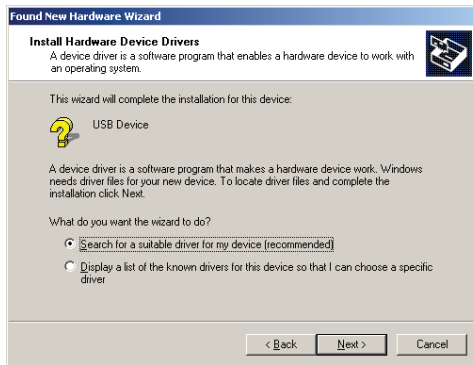 Found New Hardware Wizard
Install Hardware Device Drivers
A device driver is a software program that enables a hardware device to work with
an operating system.
This wizard will complete the installation for this device:
USB Device
A device driver is a software program that makes a hardware device work. Windows
needs driver files for your new device. To locate driver files and complete the
installation click Next.
What do you want the wizard to do?
Search for a suitable driver for my device (recommended)
Display a list of the known drivers for this device so that I can choose a specific
driver
< Back
Next >
Cancel